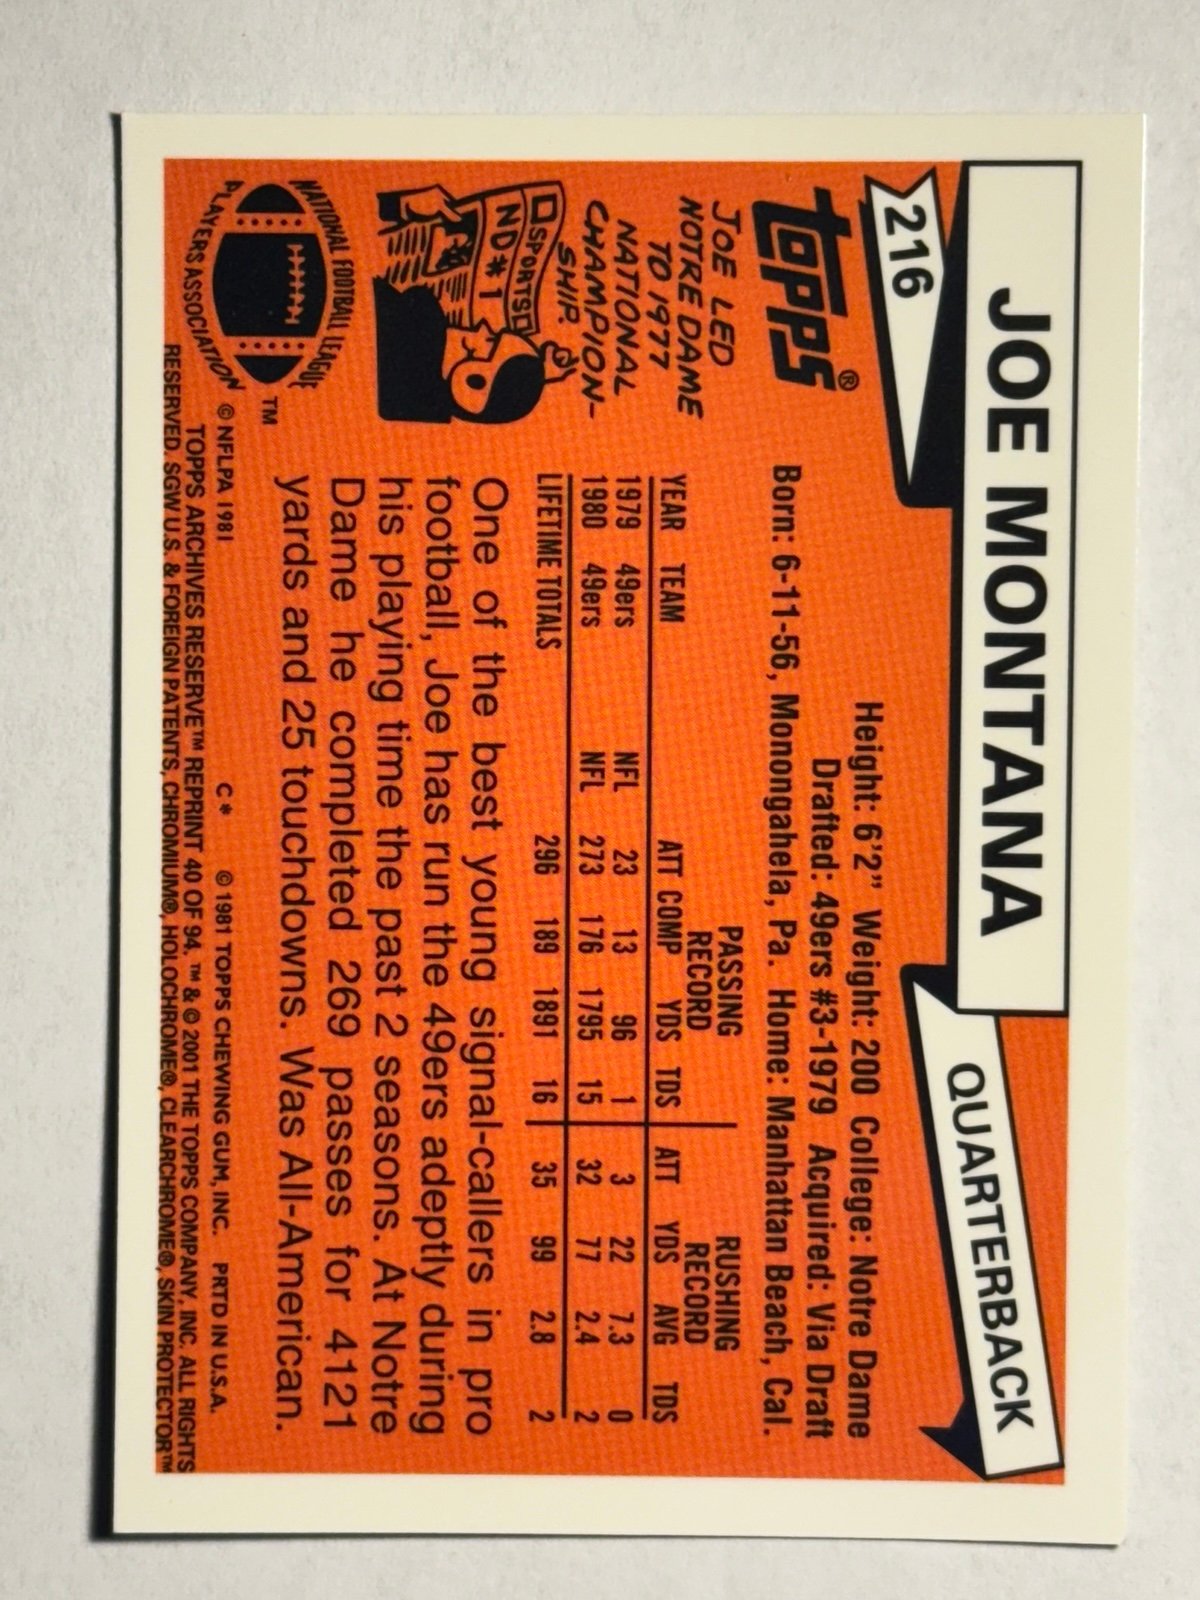 JOE MONTANA
QUARTERBACK
216
TOPPS®
Height: 6'2" Weight: 200 College: Notre Dame
Drafted: 49ers #3-1979 Acquired: Via Draft
Born: 6-11-56, Monongahela, Pa. Home: Manhattan Beach, Cal.
JOE LED
NOTRE DAME
TO 1977
NATIONAL
CHAMPION-
SHIP.
SPORTS
ND*1
PASSING RUSHING
RECORD RECORD
YEAR TEAM ATT COMP YDS TDS ATT YDS AVG TDS
1979 49ers NFL 23 13 96 1 3 22 7.3 0
1980 49ers NFL 273 176 1795 15 32 77 2.4 2
LIFETIME TOTALS 296 189 1891 16 35 99 2.8 2
One of the best young signal-callers in pro
football, Joe has run the 49ers adeptly during
his playing time the past 2 seasons. At Notre
Dame he completed 269 passes for 4121
yards and 25 touchdowns. Was All-American.
NATIONAL FOOTBALL LEAGUE
PLAYERS ASSOCIATION
TM
© NFLPA 1981 C* © 1981 TOPPS CHEWING GUM, INC. PRTD IN U.S.A.
TOPPS ARCHIVES RESERVE™ REPRINT 40 OF 94. ™ & © 2001 THE TOPPS COMPANY, INC. ALL RIGHTS
RESERVED. SGW U.S. & FOREIGN PATENTS, CHROMIUM®, HOLOCHROME®, CLEARCHROME®, SKIN PROTECTOR™